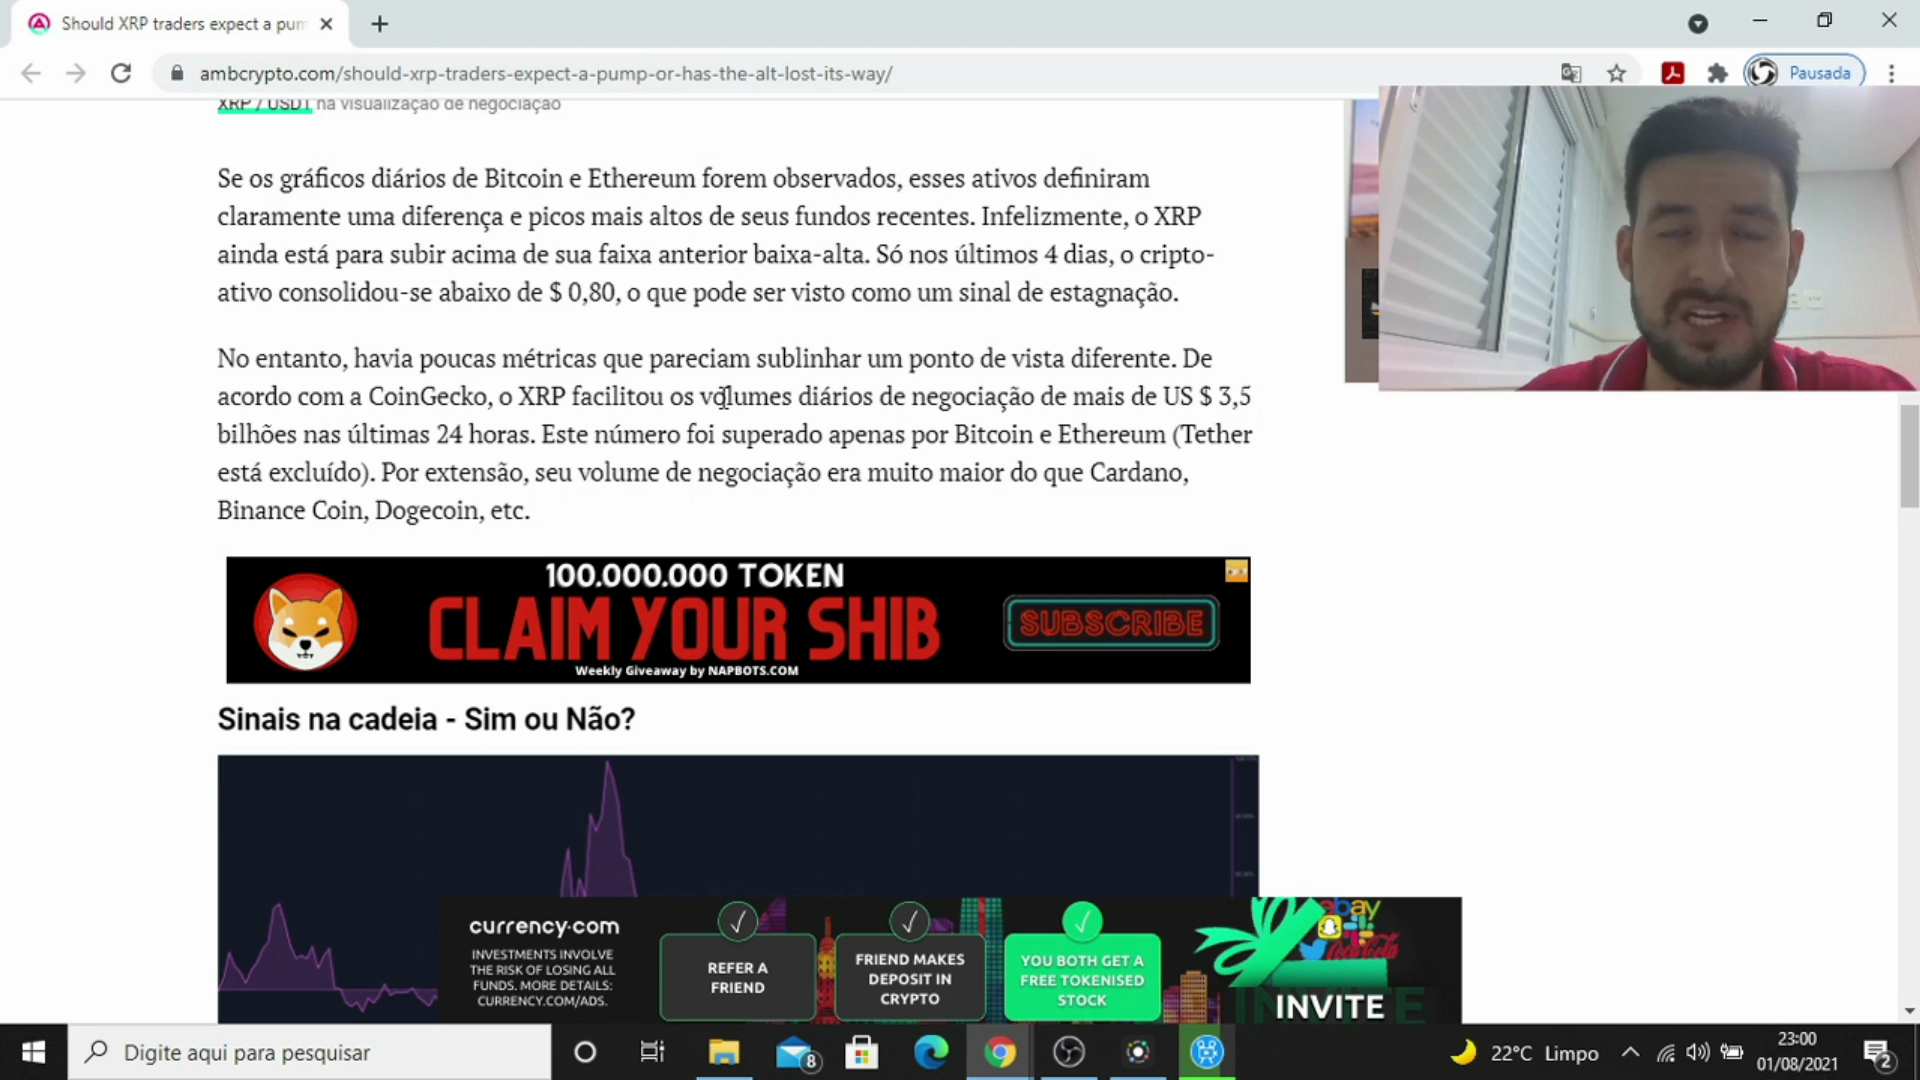 Should XRP traders expect a pum
ambcrypto.com/should-xrp-traders-expect-a-pump-or-has-the-alt-lost-its-way/
Pausada
XRP / USDT na visualização de negociação
Se os gráficos diários de Bitcoin e Ethereum forem observados, esses ativos definiram
claramente uma diferença e picos mais altos de seus fundos recentes. Infelizmente, o XRP
ainda está para subir acima de sua faixa anterior baixa-alta. Só nos últimos 4 dias, o cripto-
ativo consolidou-se abaixo de $ 0,80, o que pode ser visto como um sinal de estagnação.
No entanto, havia poucas métricas que pareciam sublinhar um ponto de vista diferente. De
acordo com a CoinGecko, o XRP facilitou os volumes diários de negociação de mais de US $ 3,5
bilhões nas últimas 24 horas. Este número foi superado apenas por Bitcoin e Ethereum (Tether
está excluído). Por extensão, seu volume de negociação era muito maior do que Cardano,
Binance Coin, Dogecoin, etc.
100.000.000 TOKEN
CLAIM YOUR SHIB
SUBSCRIBE
Weekly Giveaway by NAPBOTS.COM
Sinais na cadeia - Sim ou Não?
currency.com
INVESTMENTS INVOLVE
THE RISK OF LOSING ALL
FUNDS. MORE DETAILS:
CURRENCY.COM/ADS.
REFER A
FRIEND
FRIEND MAKES
DEPOSIT IN
CRYPTO
YOU BOTH GET A
FREE TOKENISED
STOCK
ebay
Coca-Cola
INVITE
Digite aqui para pesquisar
8
22°C Limpo
23:00
01/08/2021
2